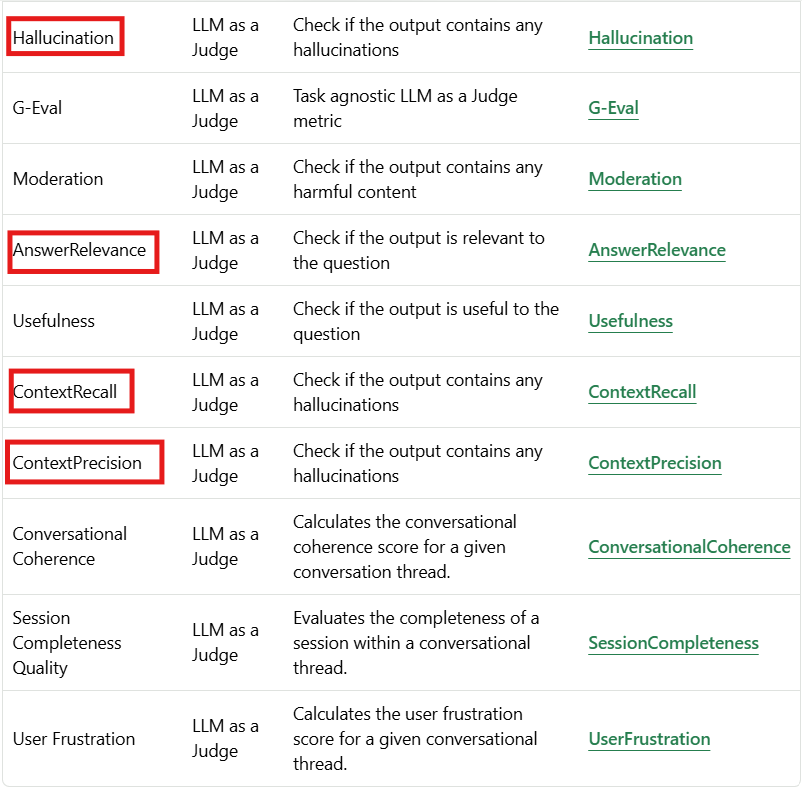 Hallucination
LLM as a
Judge
Check if the output contains any
hallucinations
Hallucination
G-Eval
LLM as a
Judge
Task agnostic LLM as a Judge
metric
G-Eval
Moderation
LLM as a
Judge
Check if the output contains any
harmful content
Moderation
AnswerRelevance
LLM as a
Judge
Check if the output is relevant to
the question
AnswerRelevance
Usefulness
LLM as a
Judge
Check if the output is useful to the
question
Usefulness
ContextRecall
LLM as a
Judge
Check if the output contains any
hallucinations
ContextRecall
ContextPrecision
LLM as a
Judge
Check if the output contains any
hallucinations
ContextPrecision
Conversational
Coherence
LLM as a
Judge
Calculates the conversational
coherence score for a given
conversation thread.
ConversationalCoherence
Session
Completeness
Quality
LLM as a
Judge
Evaluates the completeness of a
session within a conversational
thread.
SessionCompleteness
User Frustration
LLM as a
Judge
Calculates the user frustration
score for a given conversational
thread.
UserFrustration